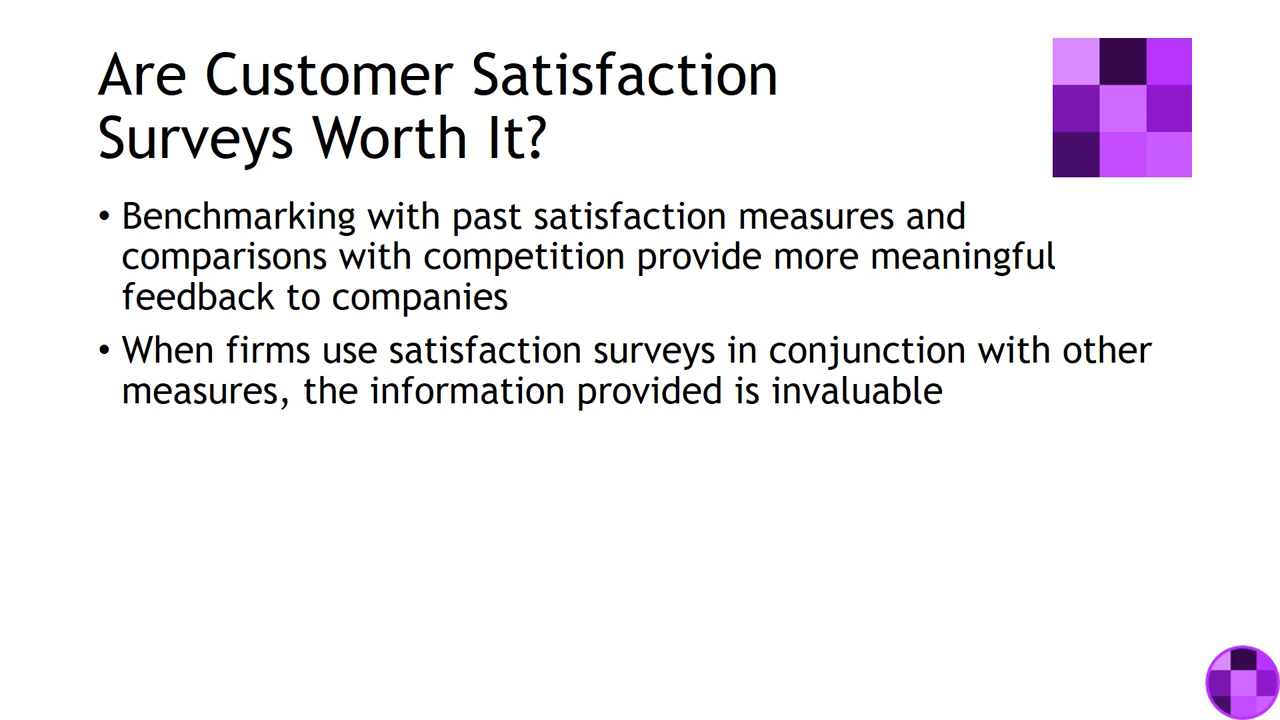 Are Customer Satisfaction
Surveys Worth It?
• Benchmarking with past satisfaction measures and
comparisons with competition provide more meaningful
feedback to companies
• When firms use satisfaction surveys in conjunction with other
measures, the information provided is invaluable